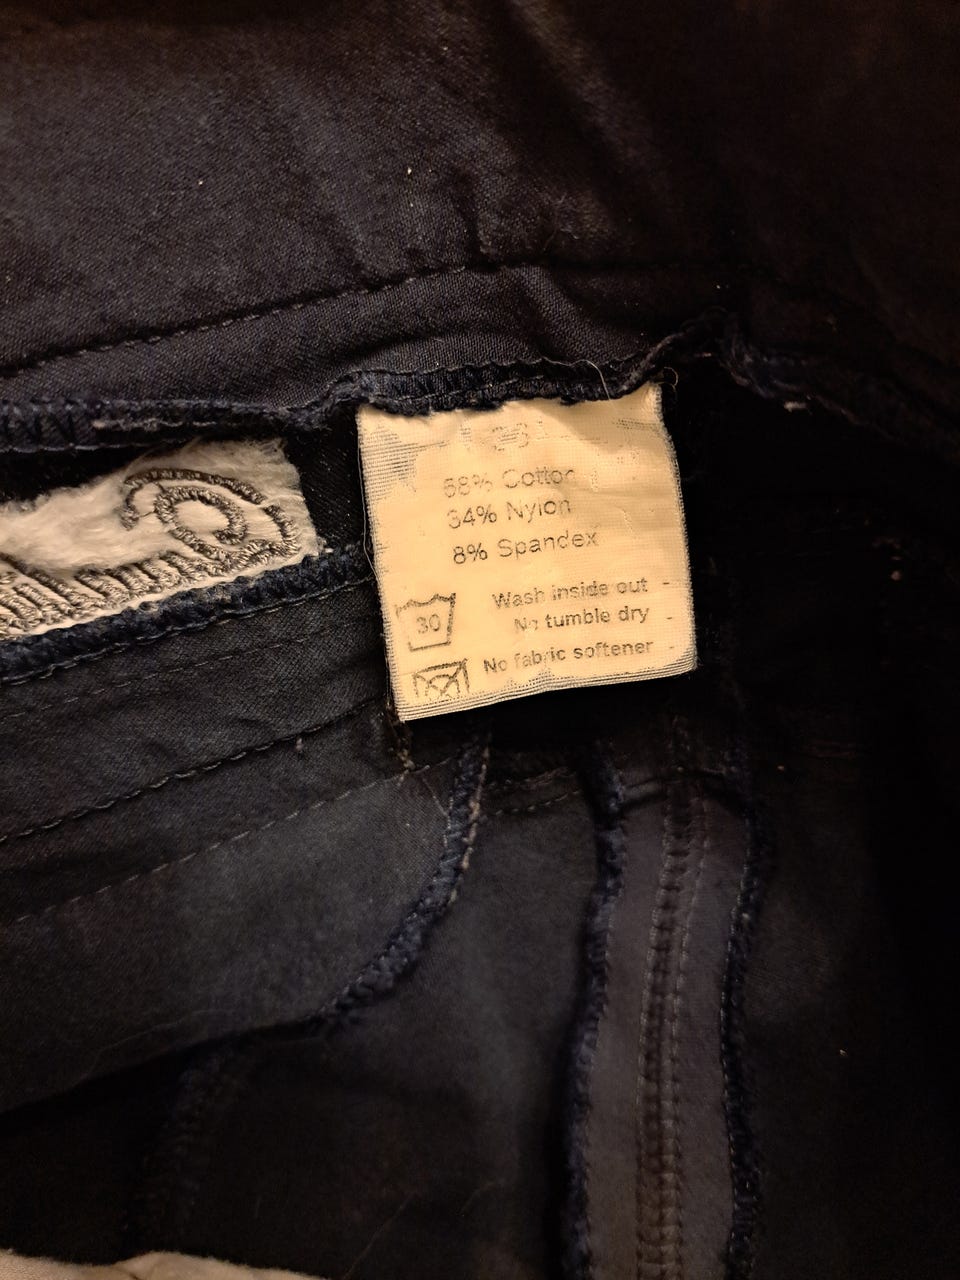 58% Cotton
34% Nylon
8% Spandex
Wash inside out -
No tumble dry -
30
No fabric softener